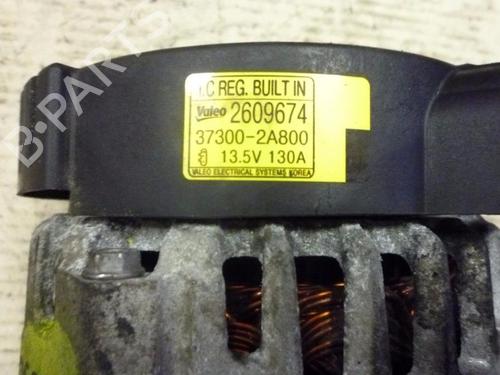 I.C REG. BUILT IN
Valeo 2609674
37300-2A800
13.5V 130A
VALEO ELECTRICAL SYSTEMS KOREA
B-PARTS